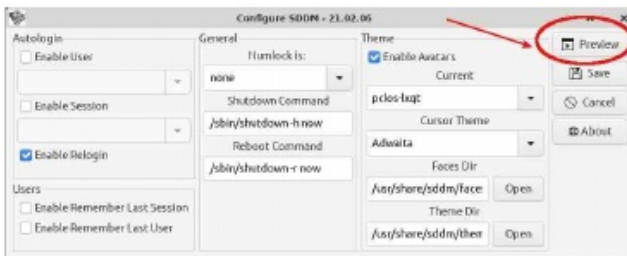 Configure SDDM - 21.02.06
Autologin
Enable User
Enable Session
Enable Relogin
Users
Enable Remember Last Session
Enable Remember Last User
General
Numlock is:
none
Shutdown Command
/sbin/shutdown -h now
Reboot Command
/sbin/shutdown -r now
Theme
Enable Avatars
Current
pclos-lxqt
Cursor Theme
Adwaita
Faces Dir
/usr/share/sddm/face
Open
Theme Dir
/usr/share/sddm/then
Open
Preview
Save
Cancel
About